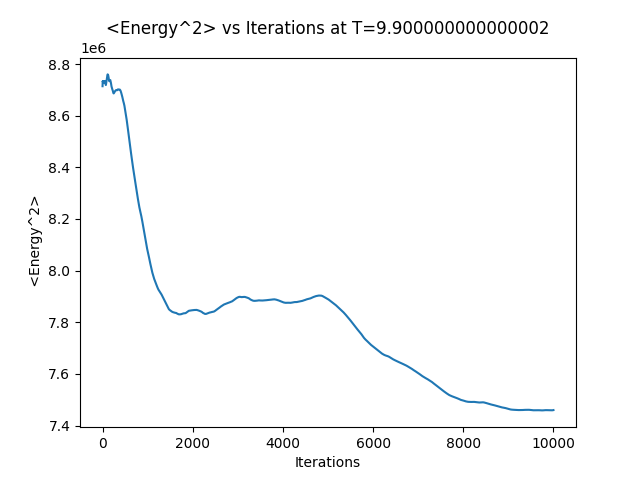 <Energy^2> vs Iterations at T=9.900000000000002
1e6
8.8
8.6
8.4
8.2
8.0
7.8
7.6
7.4
<Energy^2>
0 2000 4000 6000 8000 10000
Iterations